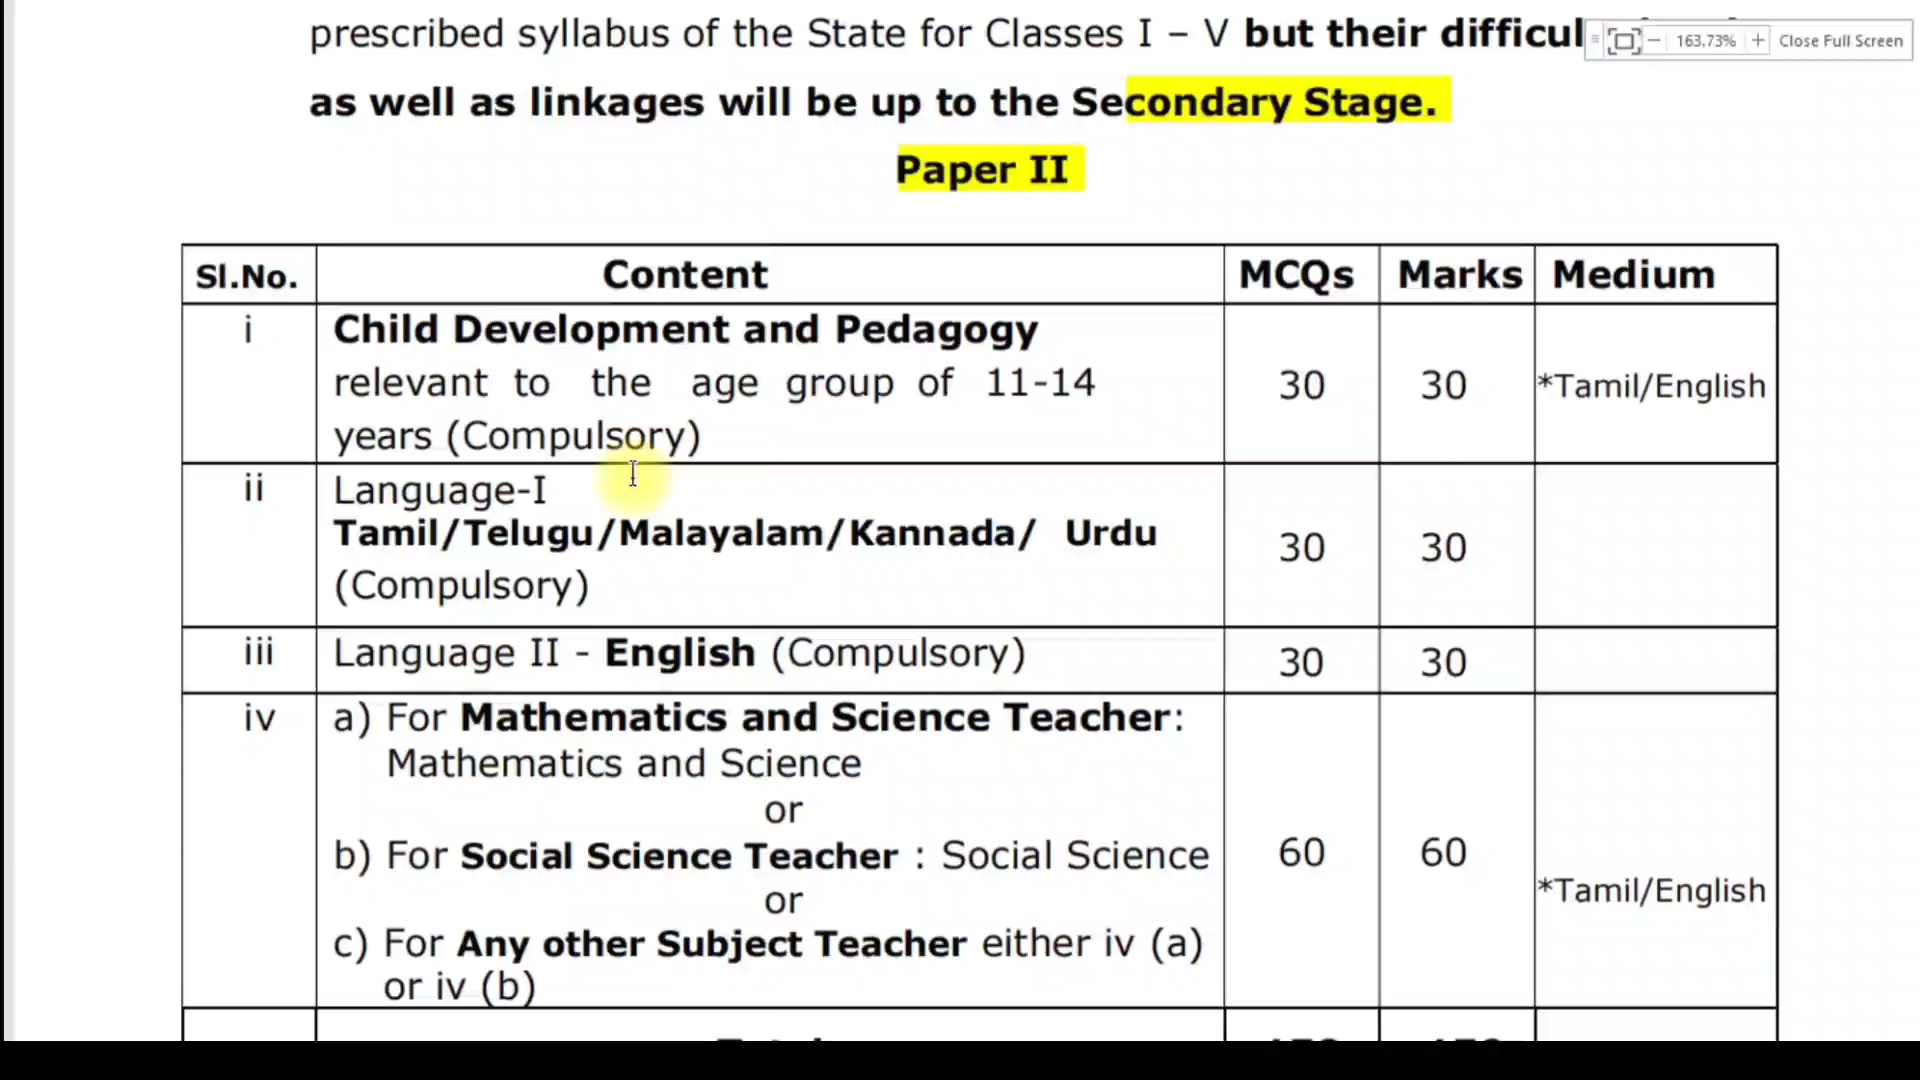 prescribed syllabus of the State for Classes I – V but their difficul
163.73%
Close Full Screen
as well as linkages will be up to the Secondary Stage.
Paper II
Sl.No. Content MCQs Marks Medium
i Child Development and Pedagogy
relevant to the age group of 11-14
years (Compulsory)
30 30 *Tamil/English
ii Language-I
Tamil/Telugu/Malayalam/Kannada/ Urdu
(Compulsory)
30 30
iii Language II - English (Compulsory) 30 30
iv a) For Mathematics and Science Teacher:
Mathematics and Science
or
b) For Social Science Teacher : Social Science
or
c) For Any other Subject Teacher either iv (a)
or iv (b)
60 60 *Tamil/English